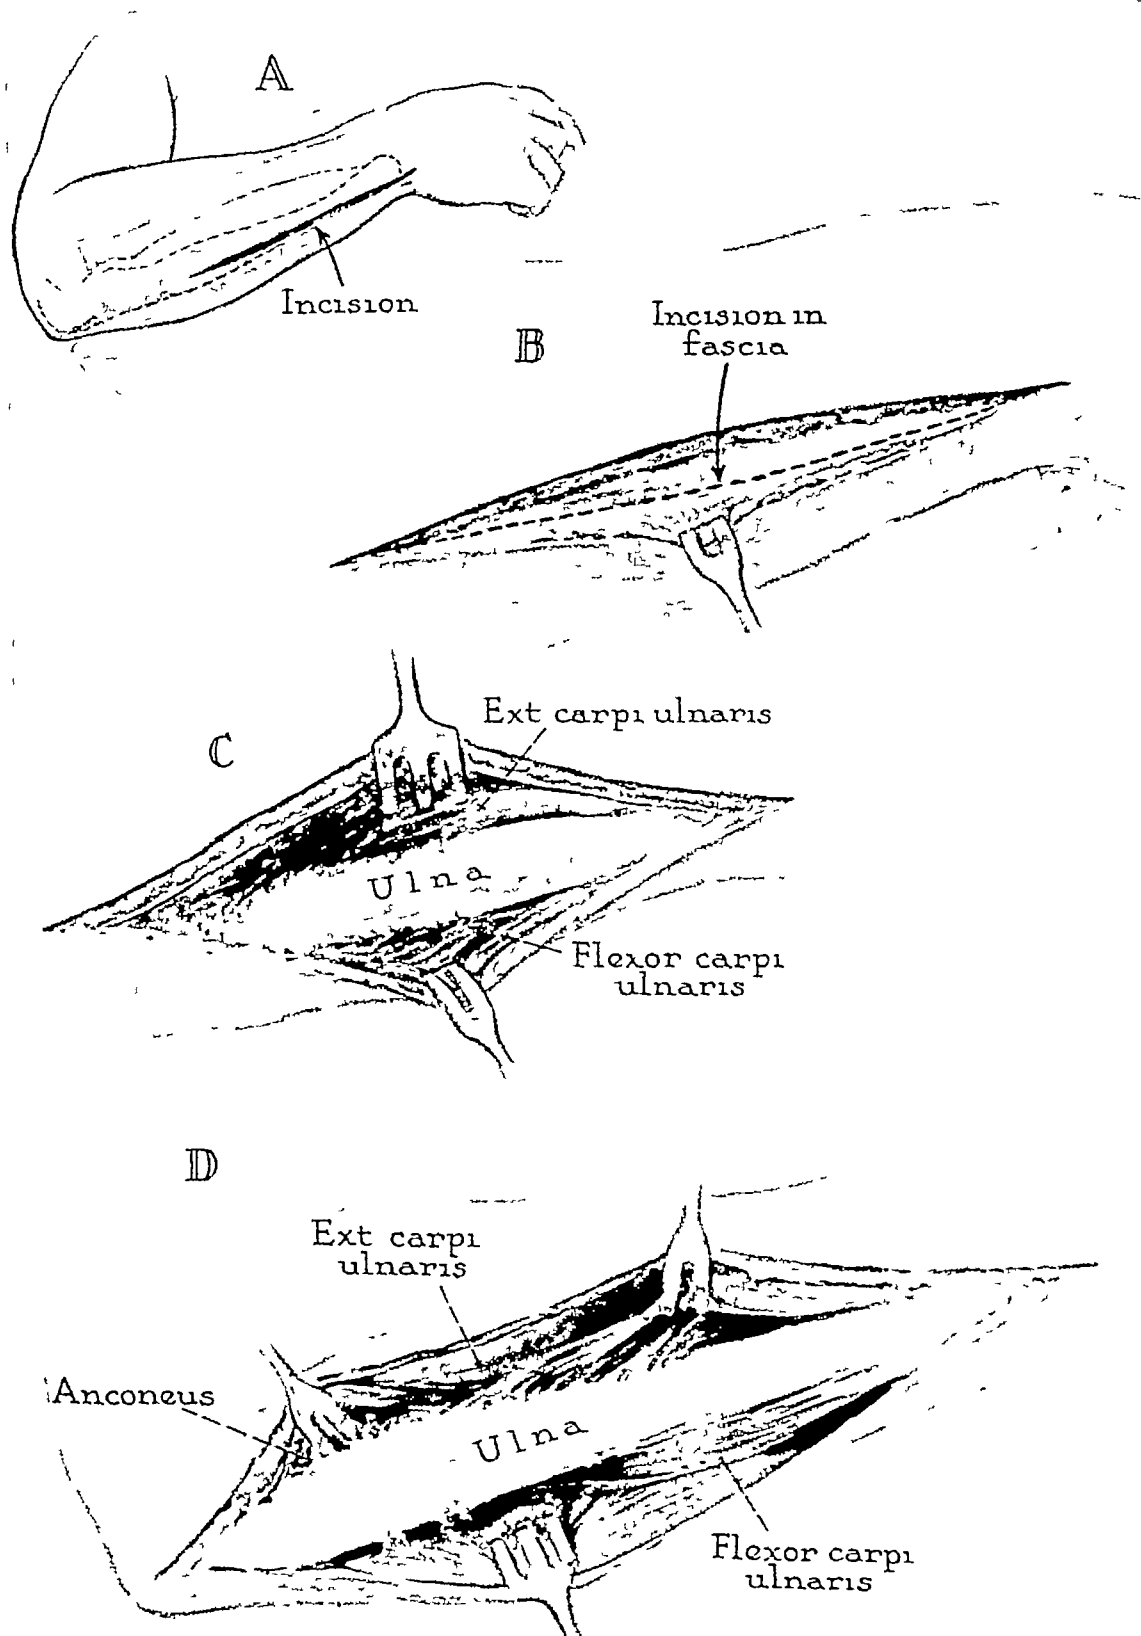 A
Incision
B
Incision in
fascia
C
Ext carpi ulnaris
Ulna
Flexor carpi
ulnaris
D
Ext carpi
ulnaris
Anconeus
Ulna
Flexor carpi
ulnaris